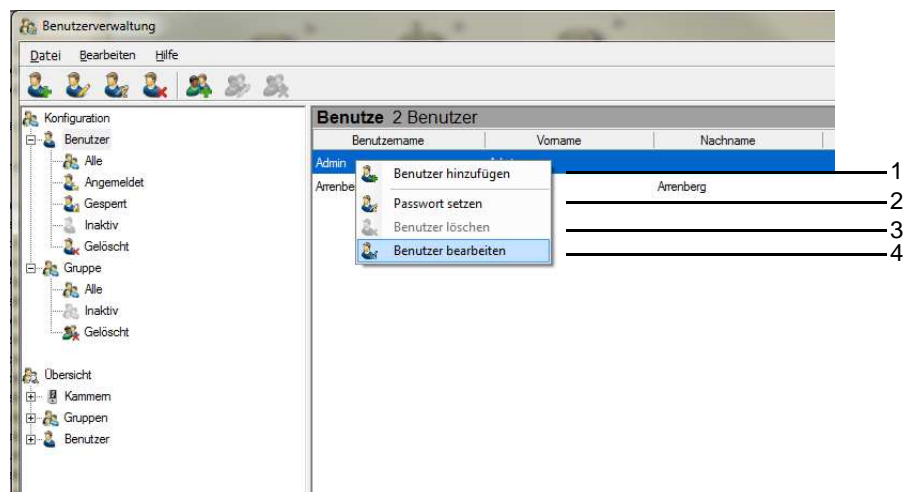 Benutzerverwaltung
Datei Bearbeiten Hilfe
Konfiguration
Benutzer
Alle
Angemeldet
Gesperrt
Inaktiv
Gelöscht
Gruppe
Alle
Inaktiv
Gelöscht
Übersicht
Kammern
Gruppen
Benutzer
Benutze 2 Benutzer
Benutzername Vorname Nachname
Admin
Arrenbe Arrenberg
Benutzer hinzufügen 1
Passwort setzen 2
Benutzer löschen 3
Benutzer bearbeiten 4